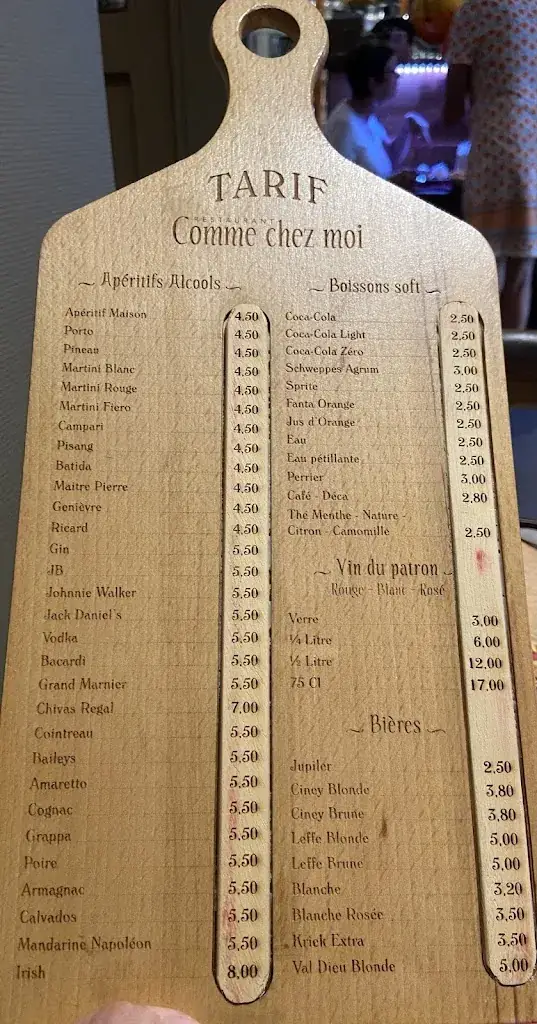 TARIF
RESTAURANT
Comme chez moi
Apéritifs Alcools
Apéritif Maison 4,50
Porto 4,50
Pineau 4,50
Martini Blanc 4,50
Martini Rouge 4,50
Martini Fiero 4,50
Campari 4,50
Pisang 4,50
Batida 4,50
Maitre Pierre 4,50
Genièvre 4,50
Ricard 4,50
Gin 5,50
JB 5,50
Johnnie Walker 5,50
Jack Daniel's 5,50
Vodka 5,50
Bacardi 5,50
Grand Marnier 5,50
Chivas Regal 7,00
Cointreau 5,50
Baileys 5,50
Amaretto 5,50
Cognac 5,50
Grappa 5,50
Poire 5,50
Armagnac 5,50
Calvados 5,50
Mandarine Napoléon 5,50
Irish 8,00
Boissons soft
Coca-Cola 2,50
Coca-Cola Light 2,50
Coca-Cola Zéro 2,50
Schweppes Agrum 3,00
Sprite 2,50
Fanta Orange 2,50
Jus d'Orange 2,50
Eau 2,50
Eau pétillante 2,50
Perrier 3,00
Café - Déca 2,80
Thé Menthe - Nature -
Citron - Camomille 2,50
Vin du patron
Rouge - Blanc - Rosé
Verre 3,00
¼ Litre 6,00
½ Litre 12,00
75 Cl 17,00
Bières
Jupiler 2,50
Ciney Blonde 3,80
Ciney Brune 3,80
Leffe Blonde 5,00
Leffe Brune 5,00
Blanche 3,20
Blanche Rosée 3,50
Kriek Extra 3,50
Val Dieu Blonde 5,00